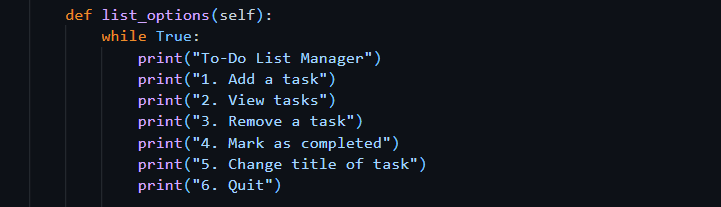 def list_options(self):
while True:
print("To-Do List Manager")
print("1. Add a task")
print("2. View tasks")
print("3. Remove a task")
print("4. Mark as completed")
print("5. Change title of task")
print("6. Quit")